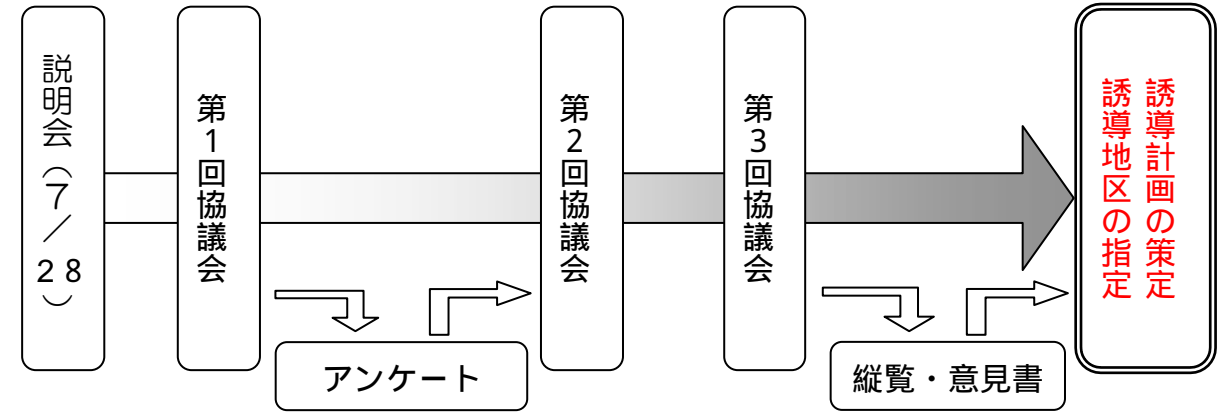 説明会（７／２８）
第１回協議会
アンケート
第２回協議会
第３回協議会
縦覧・意見書
誘導計画の策定
誘導地区の指定